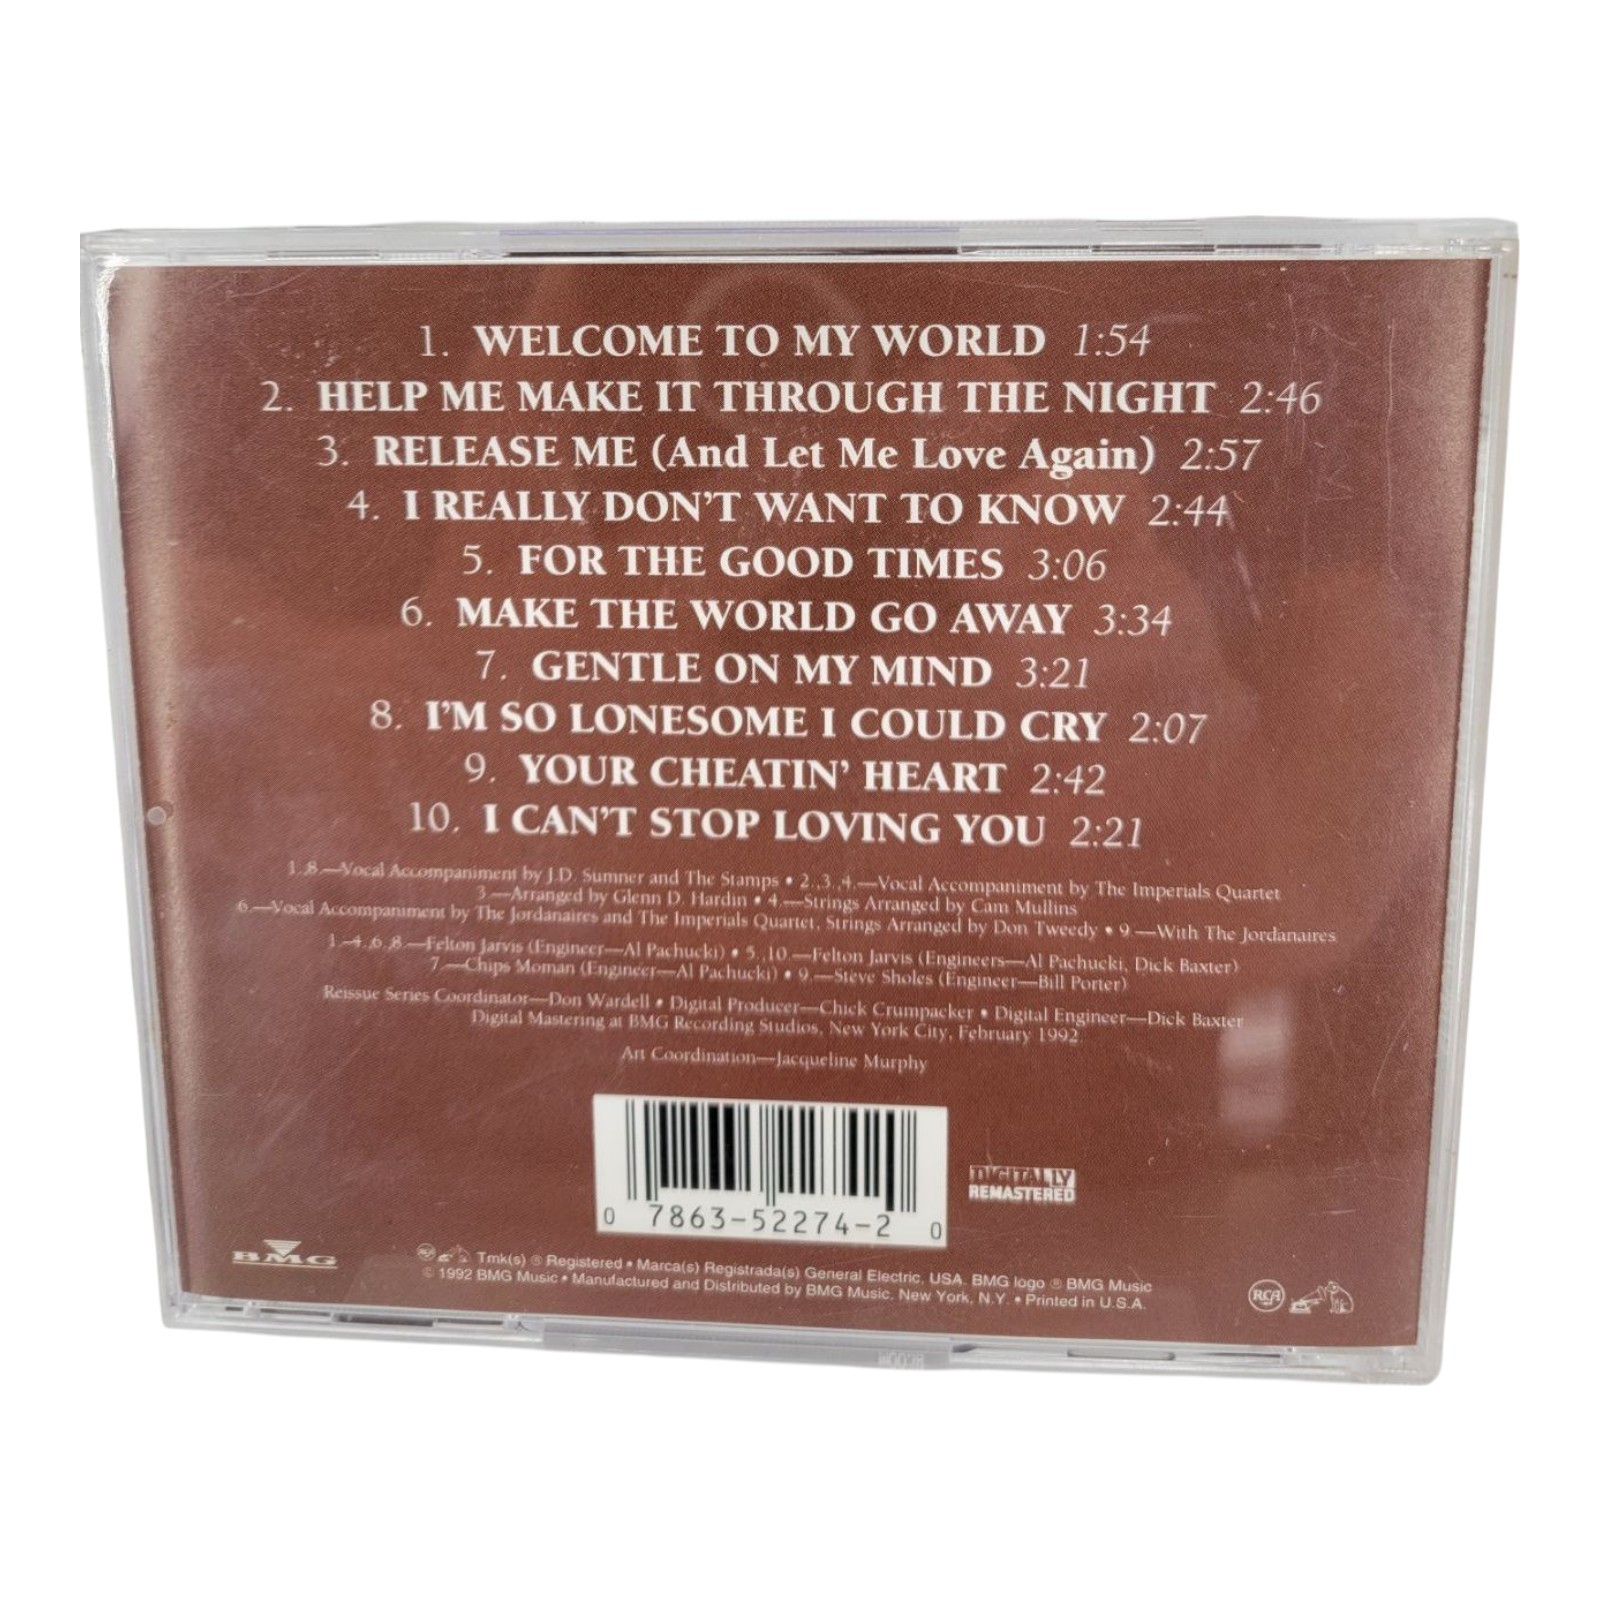 1. WELCOME TO MY WORLD 1:54
2. HELP ME MAKE IT THROUGH THE NIGHT 2:46
3. RELEASE ME (And Let Me Love Again) 2:57
4. I REALLY DON'T WANT TO KNOW 2:44
5. FOR THE GOOD TIMES 3:06
6. MAKE THE WORLD GO AWAY 3:34
7. GENTLE ON MY MIND 3:21
8. I'M SO LONESOME I COULD CRY 2:07
9. YOUR CHEATIN' HEART 2:42
10. I CAN'T STOP LOVING YOU 2:21
1.,8.—Vocal Accompaniment by J.D. Sumner and The Stamps • 2.,3.,4.—Vocal Accompaniment by The Imperials Quartet
3.—Arranged by Glenn D. Hardin • 4.—Strings Arranged by Cam Mullins
6.—Vocal Accompaniment by The Jordanaires and The Imperials Quartet, Strings Arranged by Don Tweedy • 9.—With The Jordanaires
1.-4.,6.,8.—Felton Jarvis (Engineer—Al Pachucki) • 5.,10.—Felton Jarvis (Engineers—Al Pachucki, Dick Baxter)
7.—Chips Moman (Engineer—Al Pachucki) • 9.—Steve Sholes (Engineer—Bill Porter)
Reissue Series Coordinator—Don Wardell • Digital Producer—Chick Crumpacker • Digital Engineer—Dick Baxter
Digital Mastering at BMG Recording Studios, New York City, February 1992
Art Coordination—Jacqueline Murphy
DIGITALLY
REMASTERED
0 7863-52274-2 0
BMG
Tmk(s) ® Registered • Marca(s) Registrada(s) General Electric, USA. BMG logo ® BMG Music
© 1992 BMG Music • Manufactured and Distributed by BMG Music, New York, N.Y. • Printed in U.S.A.
RCA